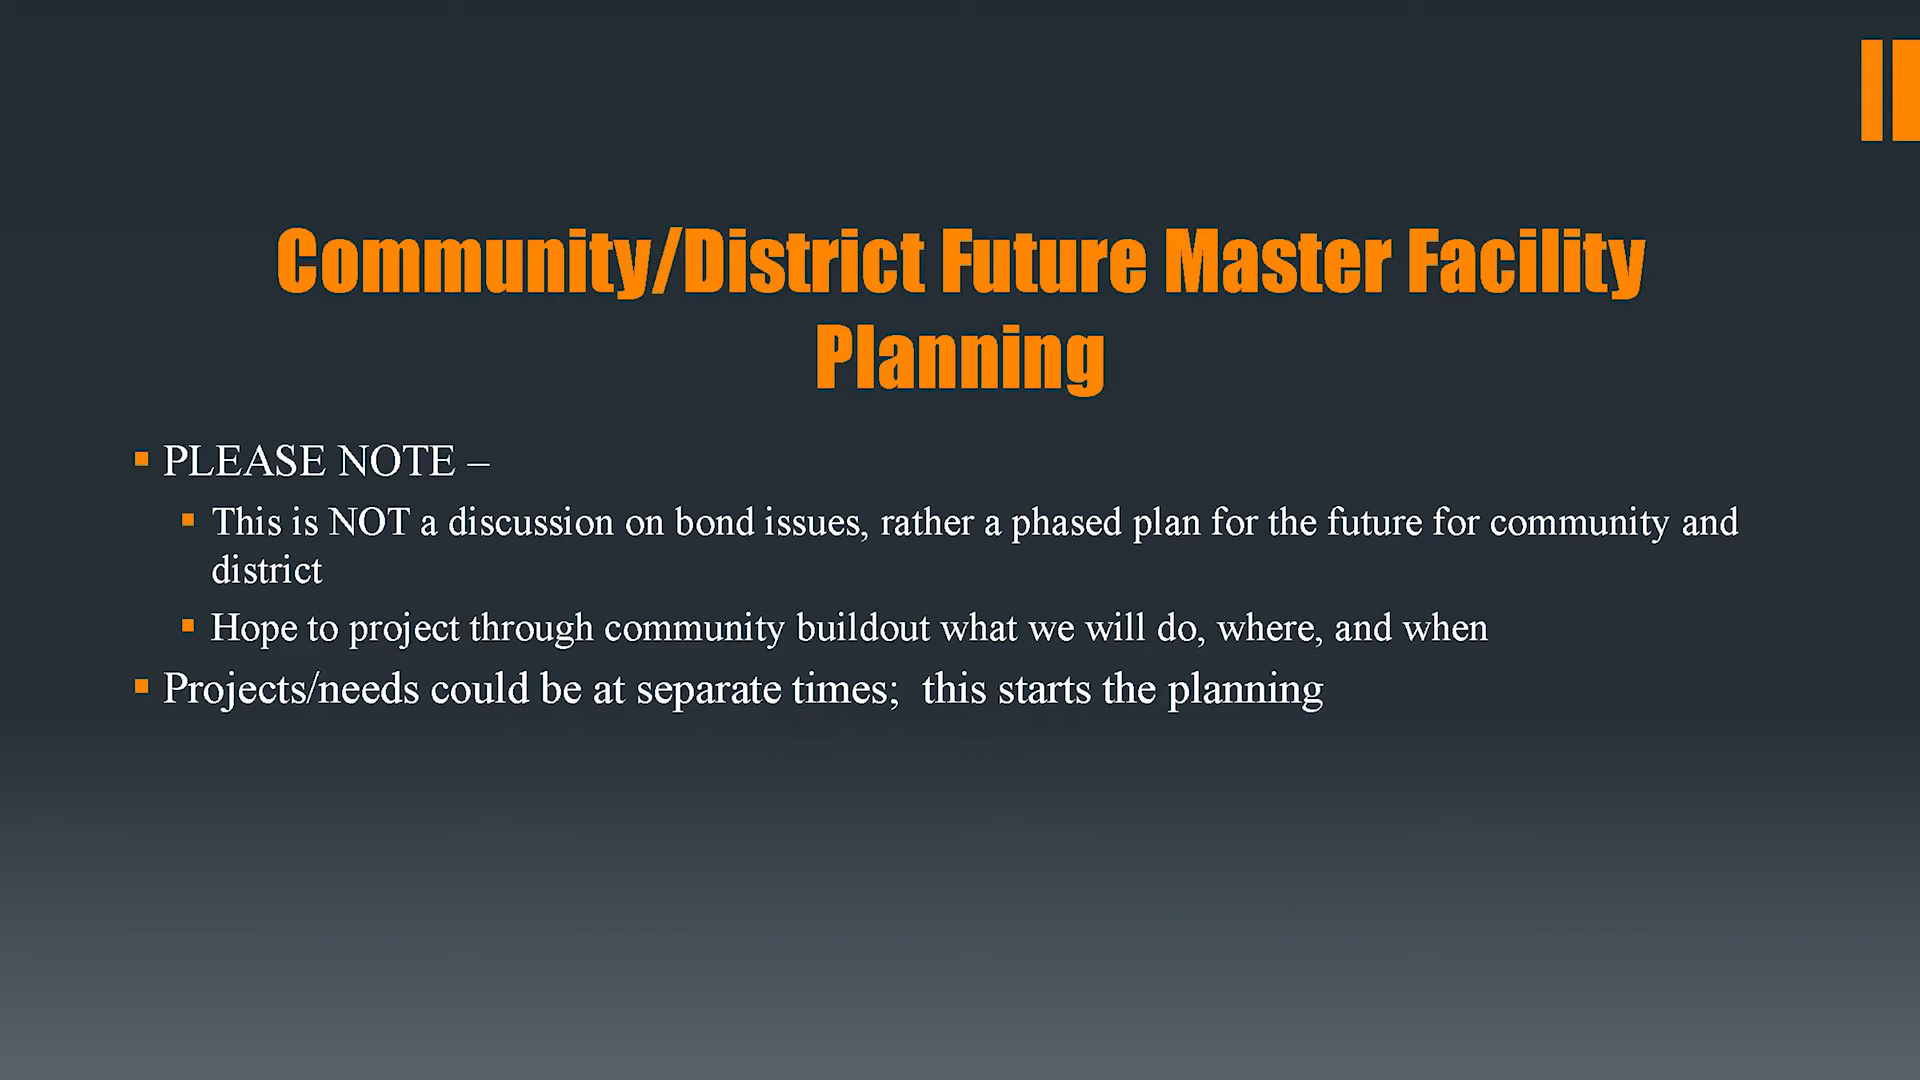 Community/District Future Master Facility
Planning
PLEASE NOTE –
This is NOT a discussion on bond issues, rather a phased plan for the future for community and
district
Hope to project through community buildout what we will do, where, and when
Projects/needs could be at separate times;  this starts the planning